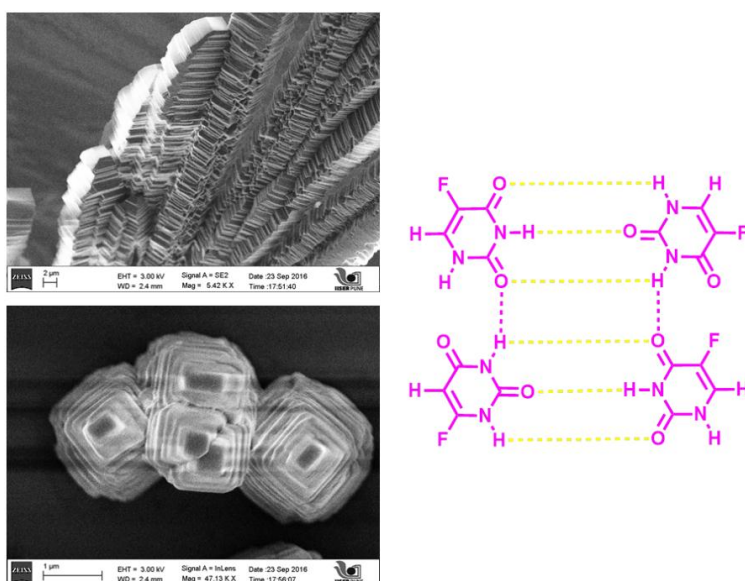 ZEISS
2 µm
EHT = 3.00 kV
WD = 2.4 mm
Signal A = SE2
Mag = 5.42 K X
Date :23 Sep 2016
Time :17:51:40
IISER PUNE
ZEISS
1 µm
EHT = 3.00 kV
WD = 2.4 mm
Signal A = InLens
Mag = 47.13 K X
Date :23 Sep 2016
Time :17:56:07
F O H H
N
H N H O F
N N
H O H O
O H O F
N
H O H N H
N N
F H O H